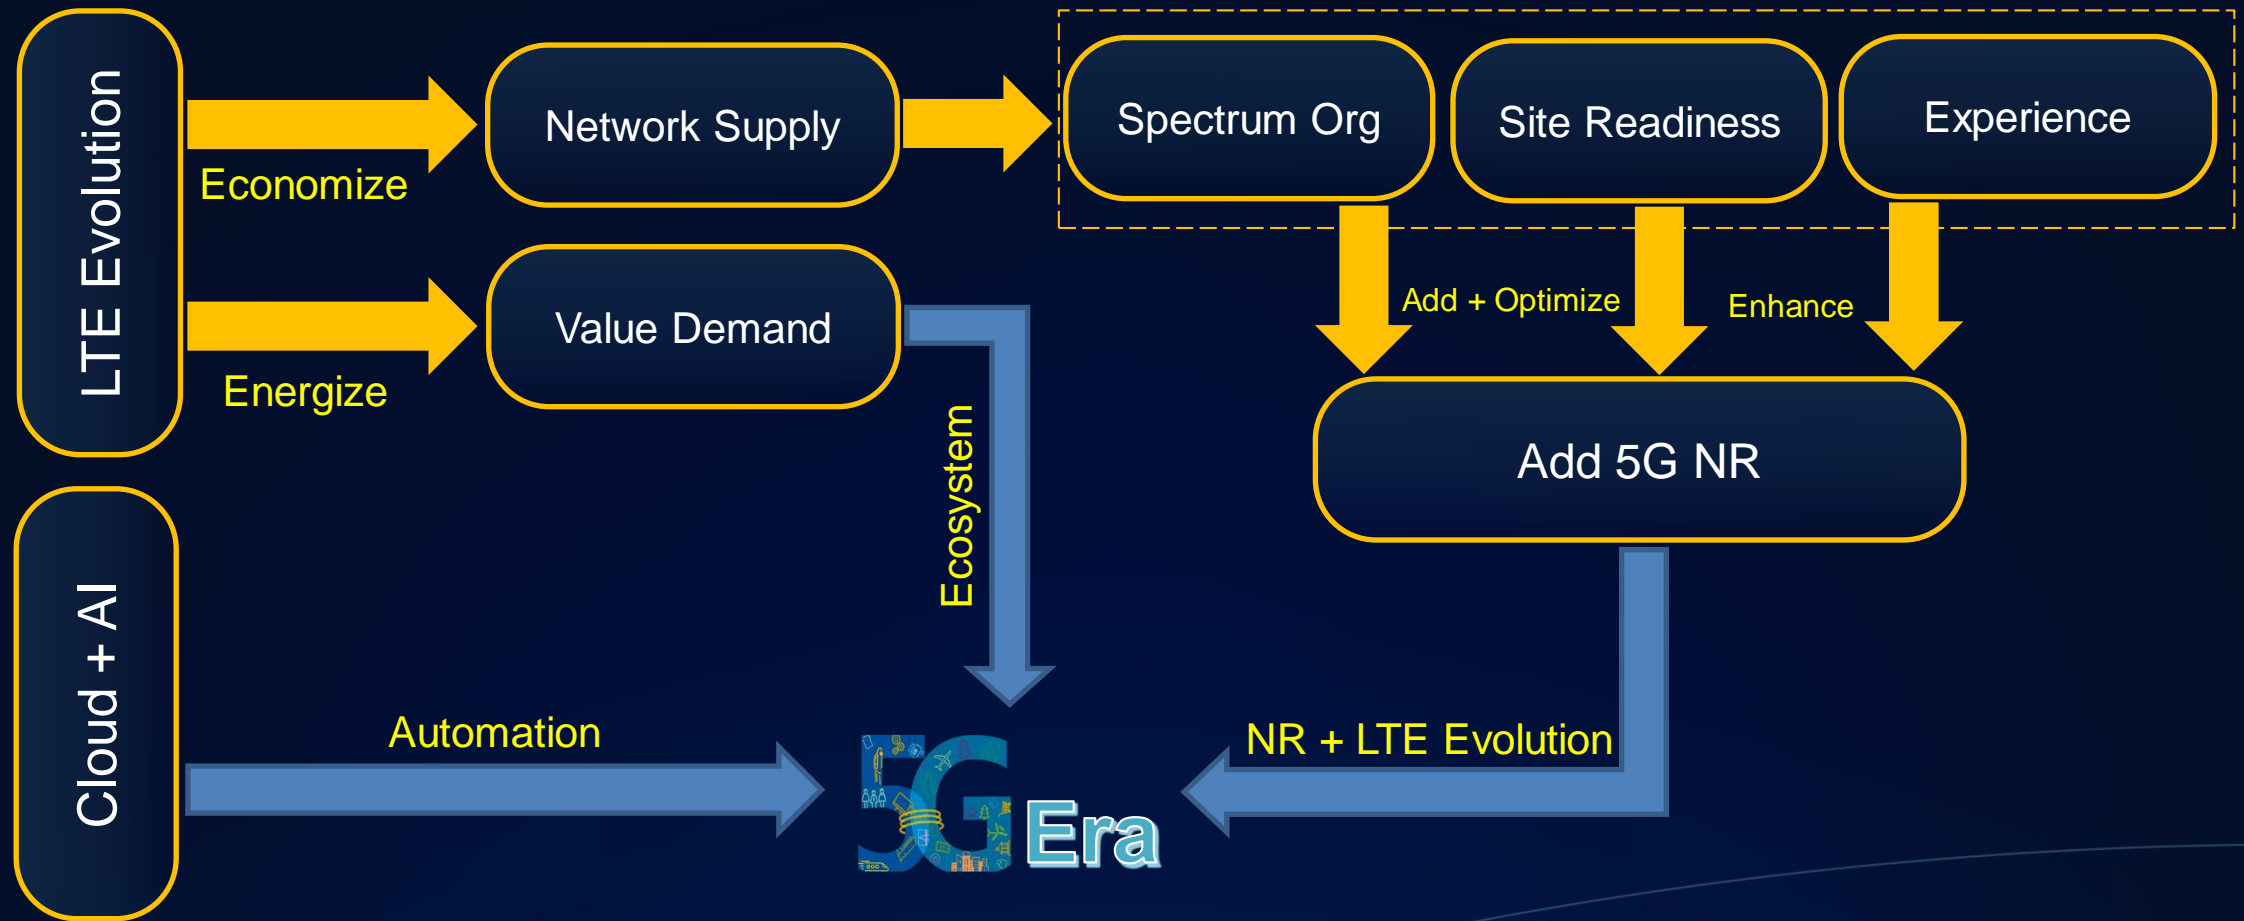 LTE Evolution
Economize
Energize
Network Supply
Value Demand
Spectrum Org
Site Readiness
Experience
Add + Optimize
Enhance
Add 5G NR
Ecosystem
Cloud + AI
Automation
NR + LTE Evolution
5G Era